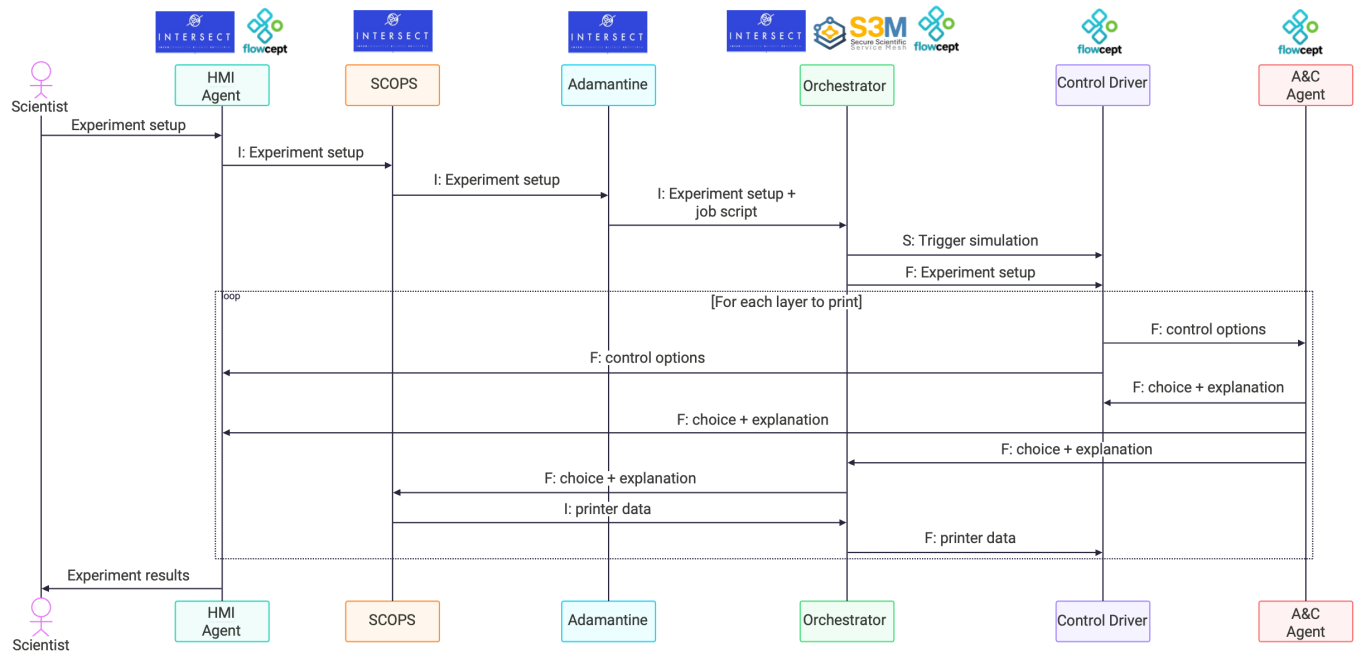 INTERSECT
flowcept
INTERSECT
INTERSECT
INTERSECT
S3M
Secure Scientific
Service Mesh
flowcept
flowcept
flowcept
Scientist
HMI
Agent
SCOPS
Adamantine
Orchestrator
Control Driver
A&C
Agent
Experiment setup
I: Experiment setup
I: Experiment setup
I: Experiment setup +
job script
S: Trigger simulation
F: Experiment setup
oop
[For each layer to print]
F: control options
F: control options
F: choice + explanation
F: choice + explanation
F: choice + explanation
F: choice + explanation
I: printer data
F: printer data
Experiment results
Scientist
HMI
Agent
SCOPS
Adamantine
Orchestrator
Control Driver
A&C
Agent